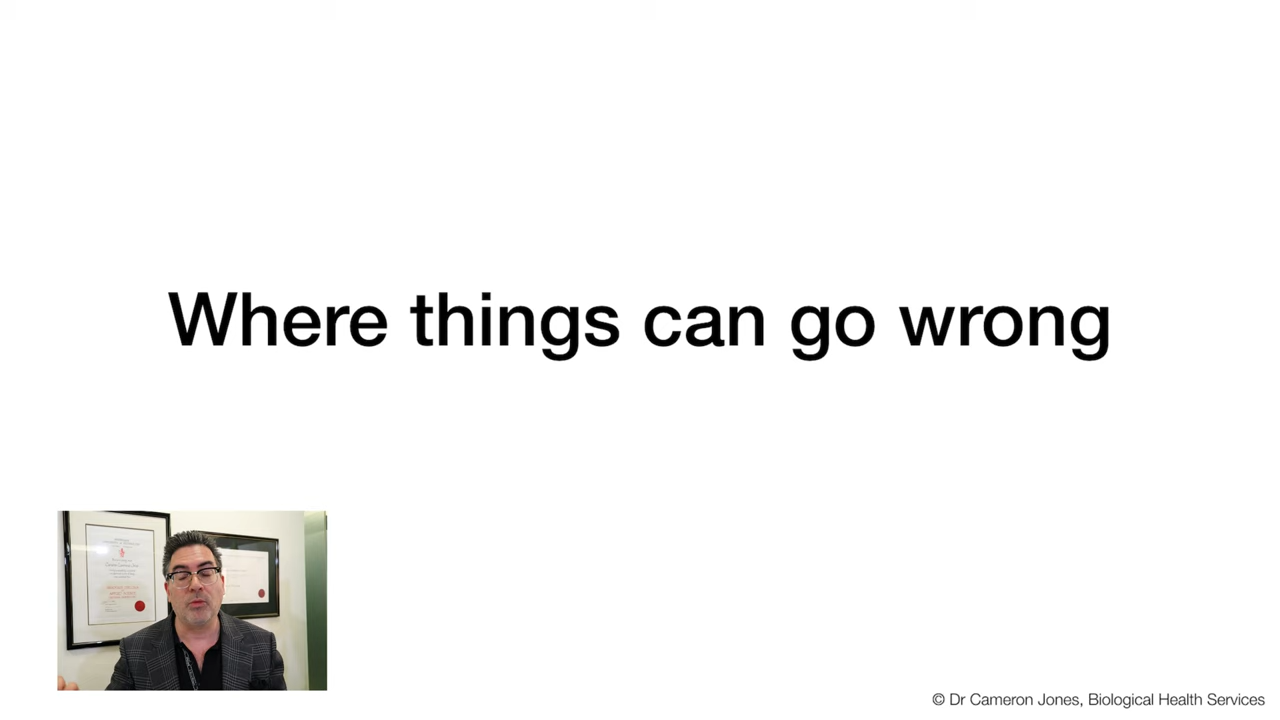 Where things can go wrong
© Dr Cameron Jones, Biological Health Services